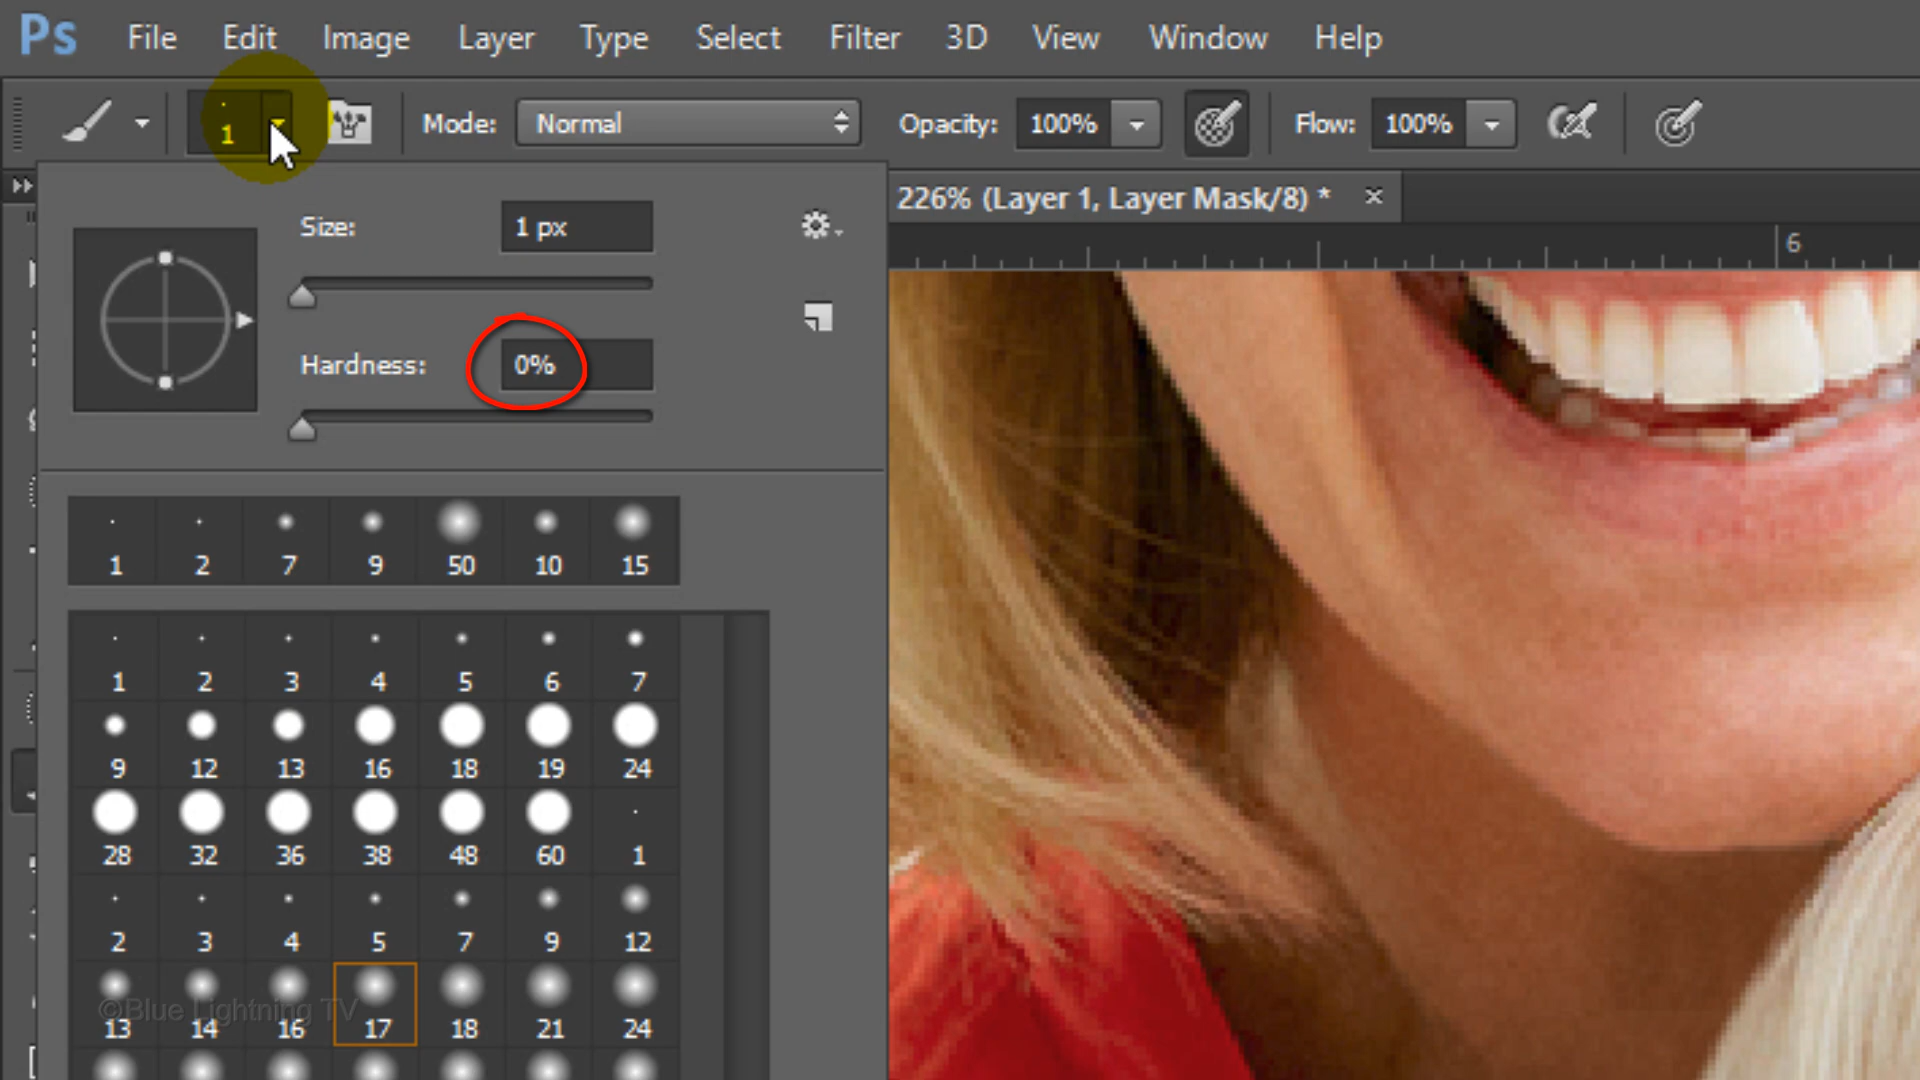 Ps File Edit Image Layer Type Select Filter 3D View Window Help
1 Mode: Normal Opacity: 100% Flow: 100%
226% (Layer 1, Layer Mask/8) * ×
6
Size: 1 px
Hardness: 0%
1 2 7 9 50 10 15
1 2 3 4 5 6 7
9 12 13 16 18 19 24
28 32 36 38 48 60 1
2 3 4 5 7 9 12
©Blue Lightning TV
13 14 16 17 18 21 24